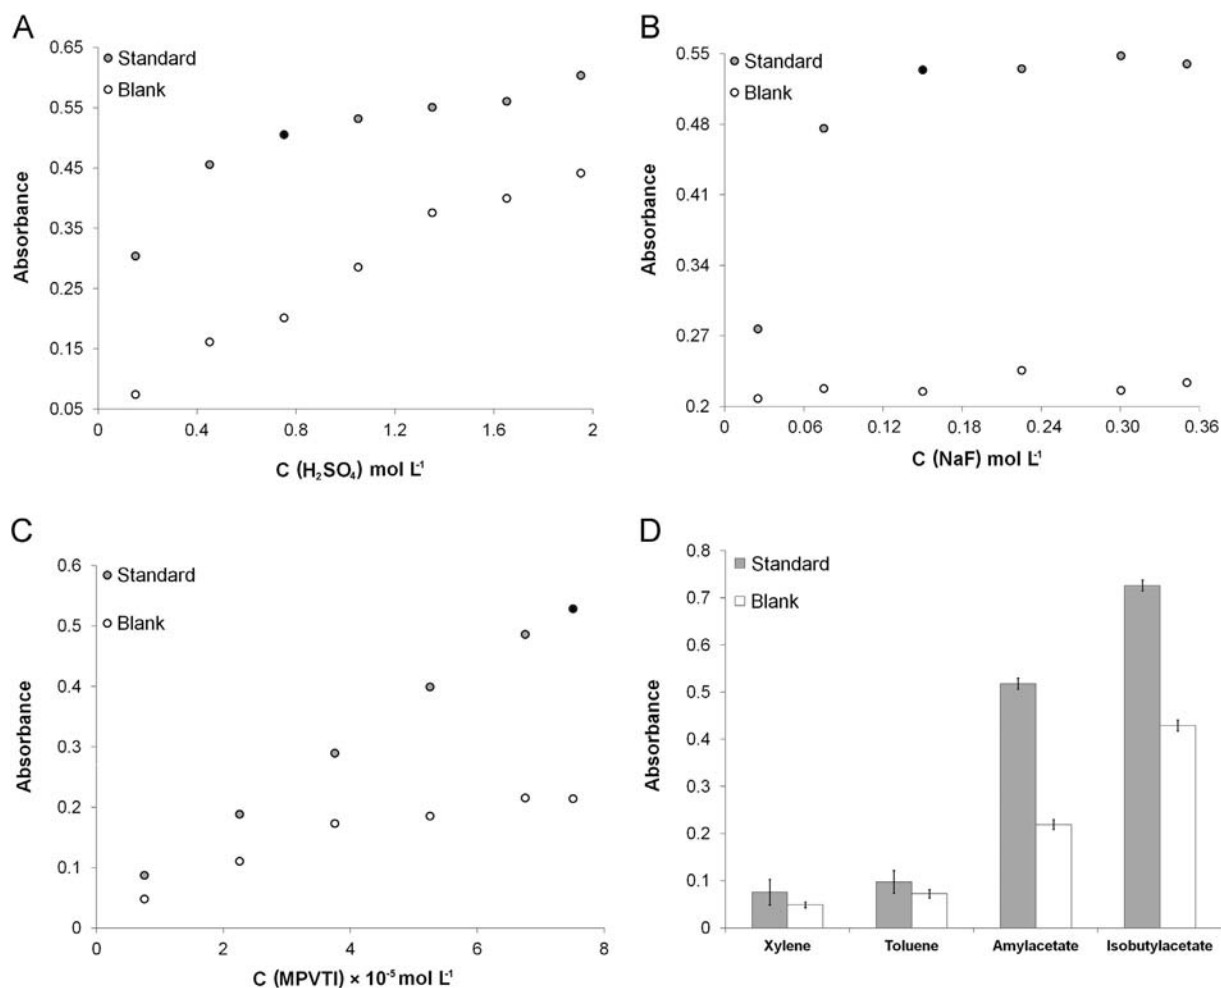 A
0.65
Standard
Blank
0.55
0.45
0.35
0.25
0.15
0.05
0
0.4
0.8
1.2
1.6
2
Absorbance
C (H₂SO₄) mol L⁻¹
B
0.55
Standard
Blank
0.48
0.41
0.34
0.27
0.2
0
0.06
0.12
0.18
0.24
0.30
0.36
Absorbance
C (NaF) mol L⁻¹
C
0.6
Standard
Blank
0.5
0.4
0.3
0.2
0.1
0
0
2
4
6
8
Absorbance
C (MPVTI) × 10⁻⁵ mol L⁻¹
D
0.8
Standard
Blank
0.7
0.6
0.5
0.4
0.3
0.2
0.1
0
Absorbance
Xylene
Toluene
Amylacetate
Isobutylacetate